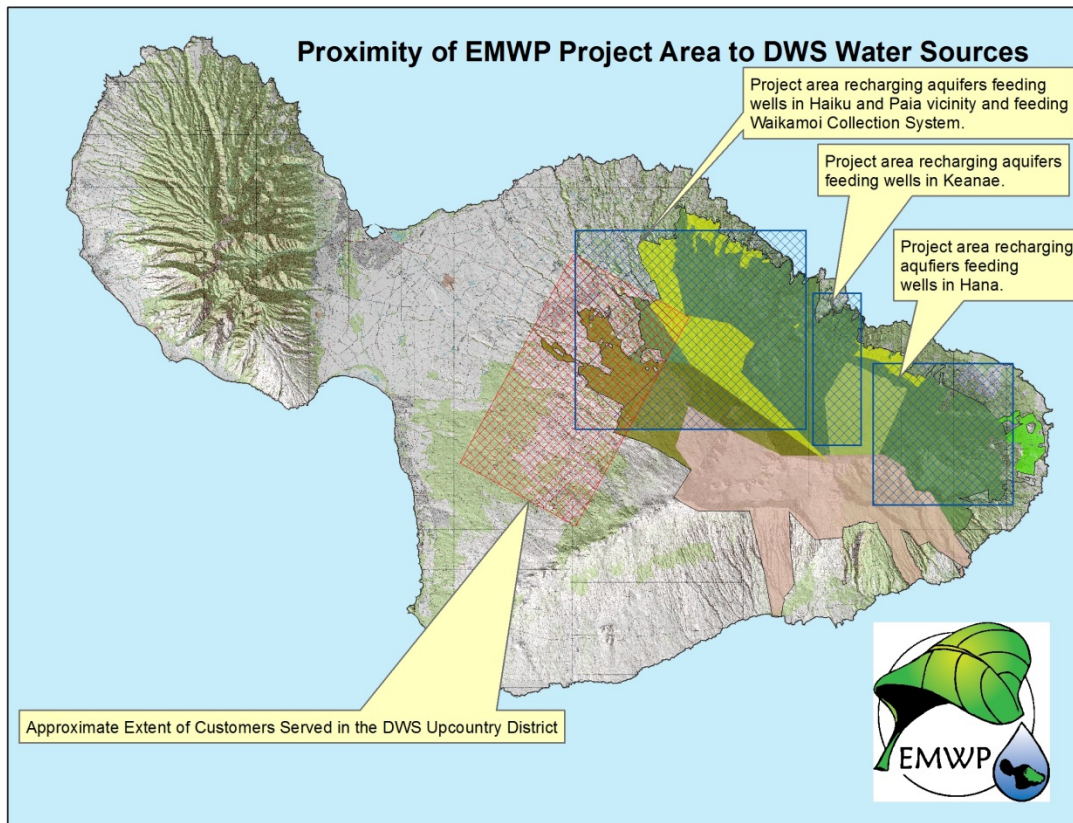 Proximity of EMWP Project Area to DWS Water Sources
Project area recharging aquifers feeding
wells in Haiku and Paia vicinity and feeding
Waikamoi Collection System.
Project area recharging aquifers
feeding wells in Keanae.
Project area recharging
aqufiers feeding
wells in Hana.
Approximate Extent of Customers Served in the DWS Upcountry District
EMWP